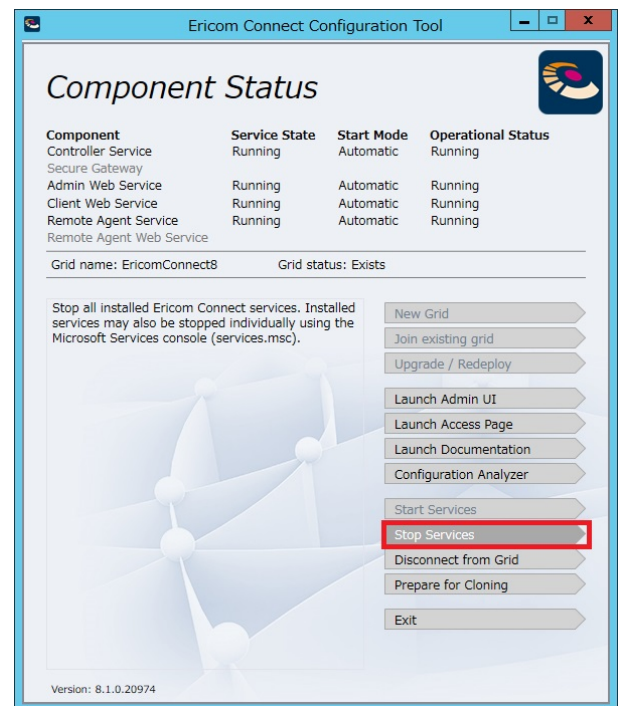 Ericom Connect Configuration Tool
Component Status
Component Service State Start Mode Operational Status
Controller Service Running Automatic Running
Secure Gateway
Admin Web Service Running Automatic Running
Client Web Service Running Automatic Running
Remote Agent Service Running Automatic Running
Remote Agent Web Service
Grid name: EricomConnect8 Grid status: Exists
Stop all installed Ericom Connect services. Installed
services may also be stopped individually using the
Microsoft Services console (services.msc).
New Grid
Join existing grid
Upgrade / Redeploy
Launch Admin UI
Launch Access Page
Launch Documentation
Configuration Analyzer
Start Services
Stop Services
Disconnect from Grid
Prepare for Cloning
Exit
Version: 8.1.0.20974